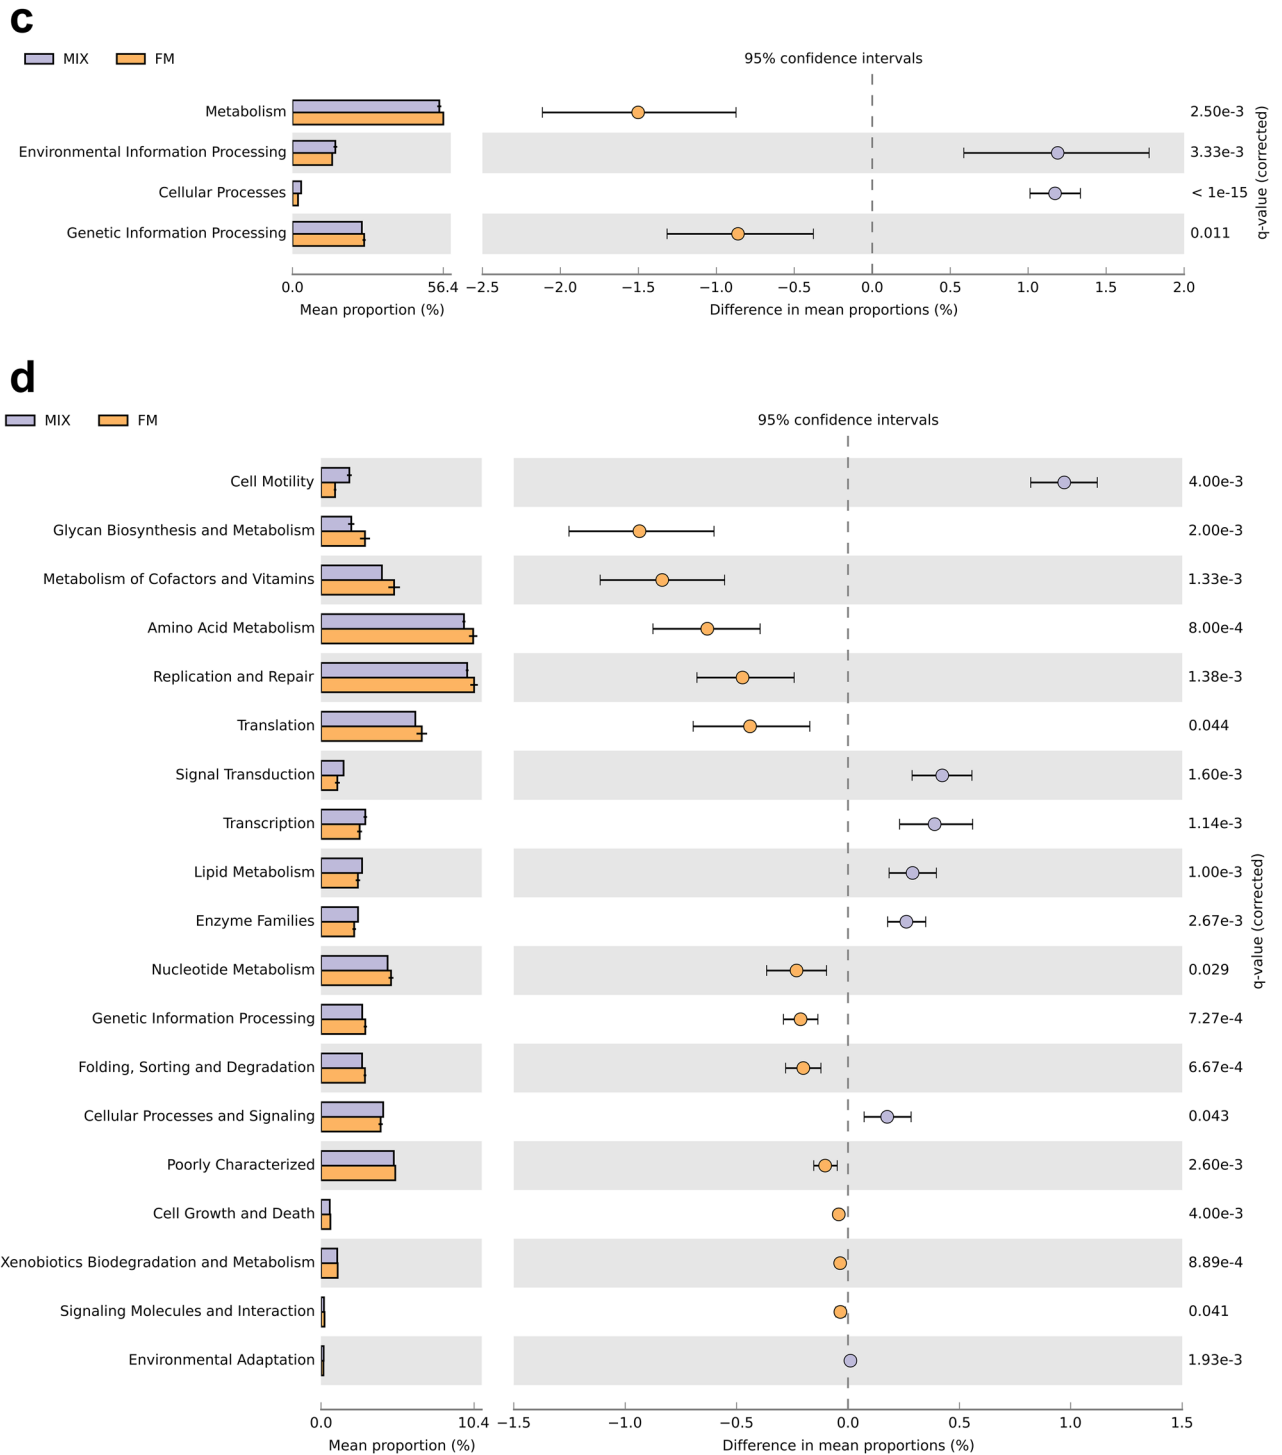 c
MIX FM
95% confidence intervals
Metabolism 2.50e-3
Environmental Information Processing 3.33e-3
Cellular Processes < 1e-15
Genetic Information Processing 0.011
q-value (corrected)
0.0 56.4 −2.5 −2.0 −1.5 −1.0 −0.5 0.0 0.5 1.0 1.5 2.0
Mean proportion (%) Difference in mean proportions (%)
d
MIX FM
95% confidence intervals
Cell Motility 4.00e-3
Glycan Biosynthesis and Metabolism 2.00e-3
Metabolism of Cofactors and Vitamins 1.33e-3
Amino Acid Metabolism 8.00e-4
Replication and Repair 1.38e-3
Translation 0.044
Signal Transduction 1.60e-3
Transcription 1.14e-3
Lipid Metabolism 1.00e-3
Enzyme Families 2.67e-3
Nucleotide Metabolism 0.029
Genetic Information Processing 7.27e-4
Folding, Sorting and Degradation 6.67e-4
Cellular Processes and Signaling 0.043
Poorly Characterized 2.60e-3
Cell Growth and Death 4.00e-3
Xenobiotics Biodegradation and Metabolism 8.89e-4
Signaling Molecules and Interaction 0.041
Environmental Adaptation 1.93e-3
q-value (corrected)
0.0 10.4 −1.5 −1.0 −0.5 0.0 0.5 1.0 1.5
Mean proportion (%) Difference in mean proportions (%)